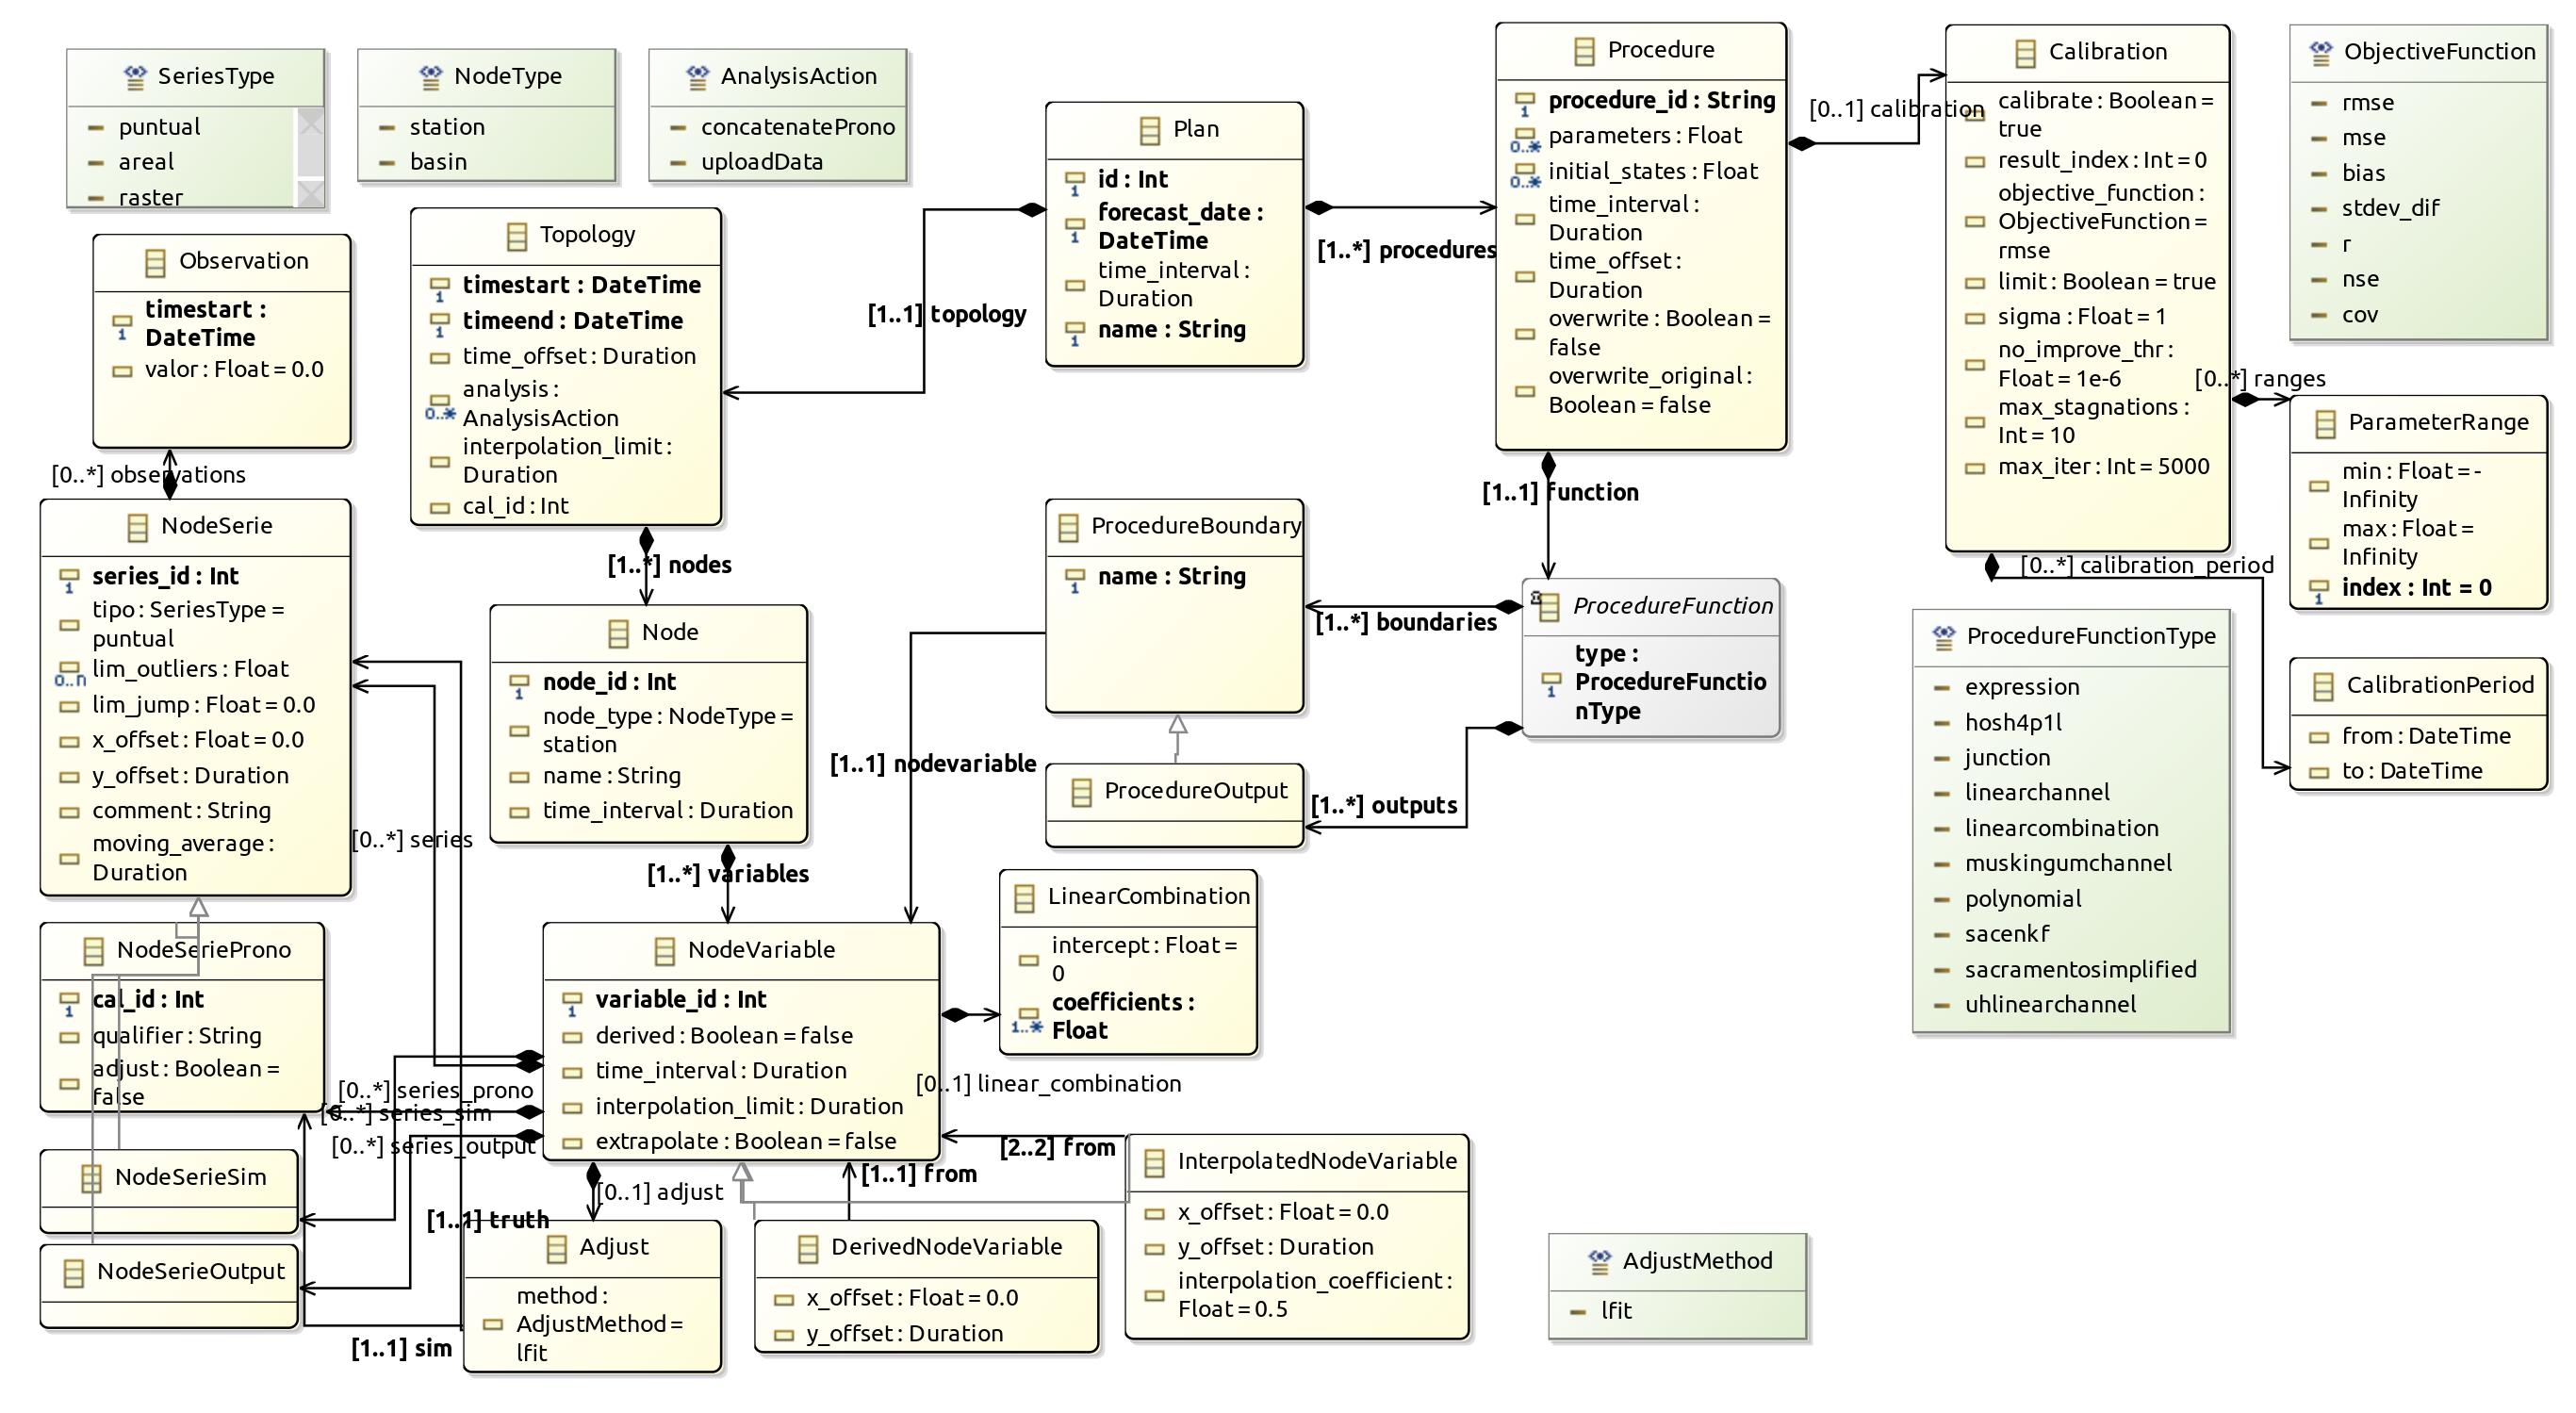 SeriesType
puntual
areal
raster
NodeType
station
basin
AnalysisAction
concatenateProno
uploadData
Observation
timestart :
DateTime
valor : Float = 0.0
[0..*] observations
Topology
timestart : DateTime
timeend : DateTime
time_offset : Duration
analysis :
AnalysisAction
0..*
interpolation_limit :
Duration
cal_id : Int
[1..1] topology
[1..*] nodes
Plan
id : Int
forecast_date :
DateTime
time_interval :
Duration
name : String
[1..*] procedures
Procedure
procedure_id : String
parameters : Float
0..*
initial_states : Float
0..*
time_interval :
Duration
time_offset :
Duration
overwrite : Boolean =
false
overwrite_original :
Boolean = false
[0..1] calibration
[1..1] function
Calibration
calibrate : Boolean =
true
result_index : Int = 0
objective_function :
ObjectiveFunction =
rmse
limit : Boolean = true
sigma : Float = 1
no_improve_thr :
Float = 1e-6
max_stagnations :
Int = 10
max_iter : Int = 5000
[0..*] ranges
[0..*] calibration_period
ObjectiveFunction
rmse
mse
bias
stdev_dif
r
nse
cov
ParameterRange
min : Float = -
Infinity
max : Float =
Infinity
index : Int = 0
CalibrationPeriod
from : DateTime
to : DateTime
ProcedureFunctionType
expression
hosh4p1l
junction
linearchannel
linearcombination
muskingumchannel
polynomial
sacenkf
sacramentosimplified
uhlinearchannel
ProcedureFunction
type :
ProcedureFunctio
nType
[1..*] boundaries
[1..*] outputs
ProcedureBoundary
name : String
[1..1] nodevariable
ProcedureOutput
NodeSerie
series_id : Int
tipo : SeriesType =
puntual
lim_outliers : Float
0..n
lim_jump : Float = 0.0
x_offset : Float = 0.0
y_offset : Duration
comment : String
moving_average :
Duration
[0..*] series
Node
node_id : Int
node_type : NodeType =
station
name : String
time_interval : Duration
[1..*] variables
NodeSerieProno
cal_id : Int
qualifier : String
adjust : Boolean =
false
[0..*] series_prono
[0..*] series_sim
[0..*] series_output
NodeVariable
variable_id : Int
derived : Boolean = false
time_interval : Duration
interpolation_limit : Duration
extrapolate : Boolean = false
LinearCombination
intercept : Float =
0
coefficients :
Float
1..*
[0..1] linear_combination
[2..2] from
[1..1] from
[0..1] adjust
[1..1] truth
[1..1] sim
NodeSerieSim
NodeSerieOutput
Adjust
method :
AdjustMethod =
lfit
DerivedNodeVariable
x_offset : Float = 0.0
y_offset : Duration
InterpolatedNodeVariable
x_offset : Float = 0.0
y_offset : Duration
interpolation_coefficient :
Float = 0.5
AdjustMethod
lfit